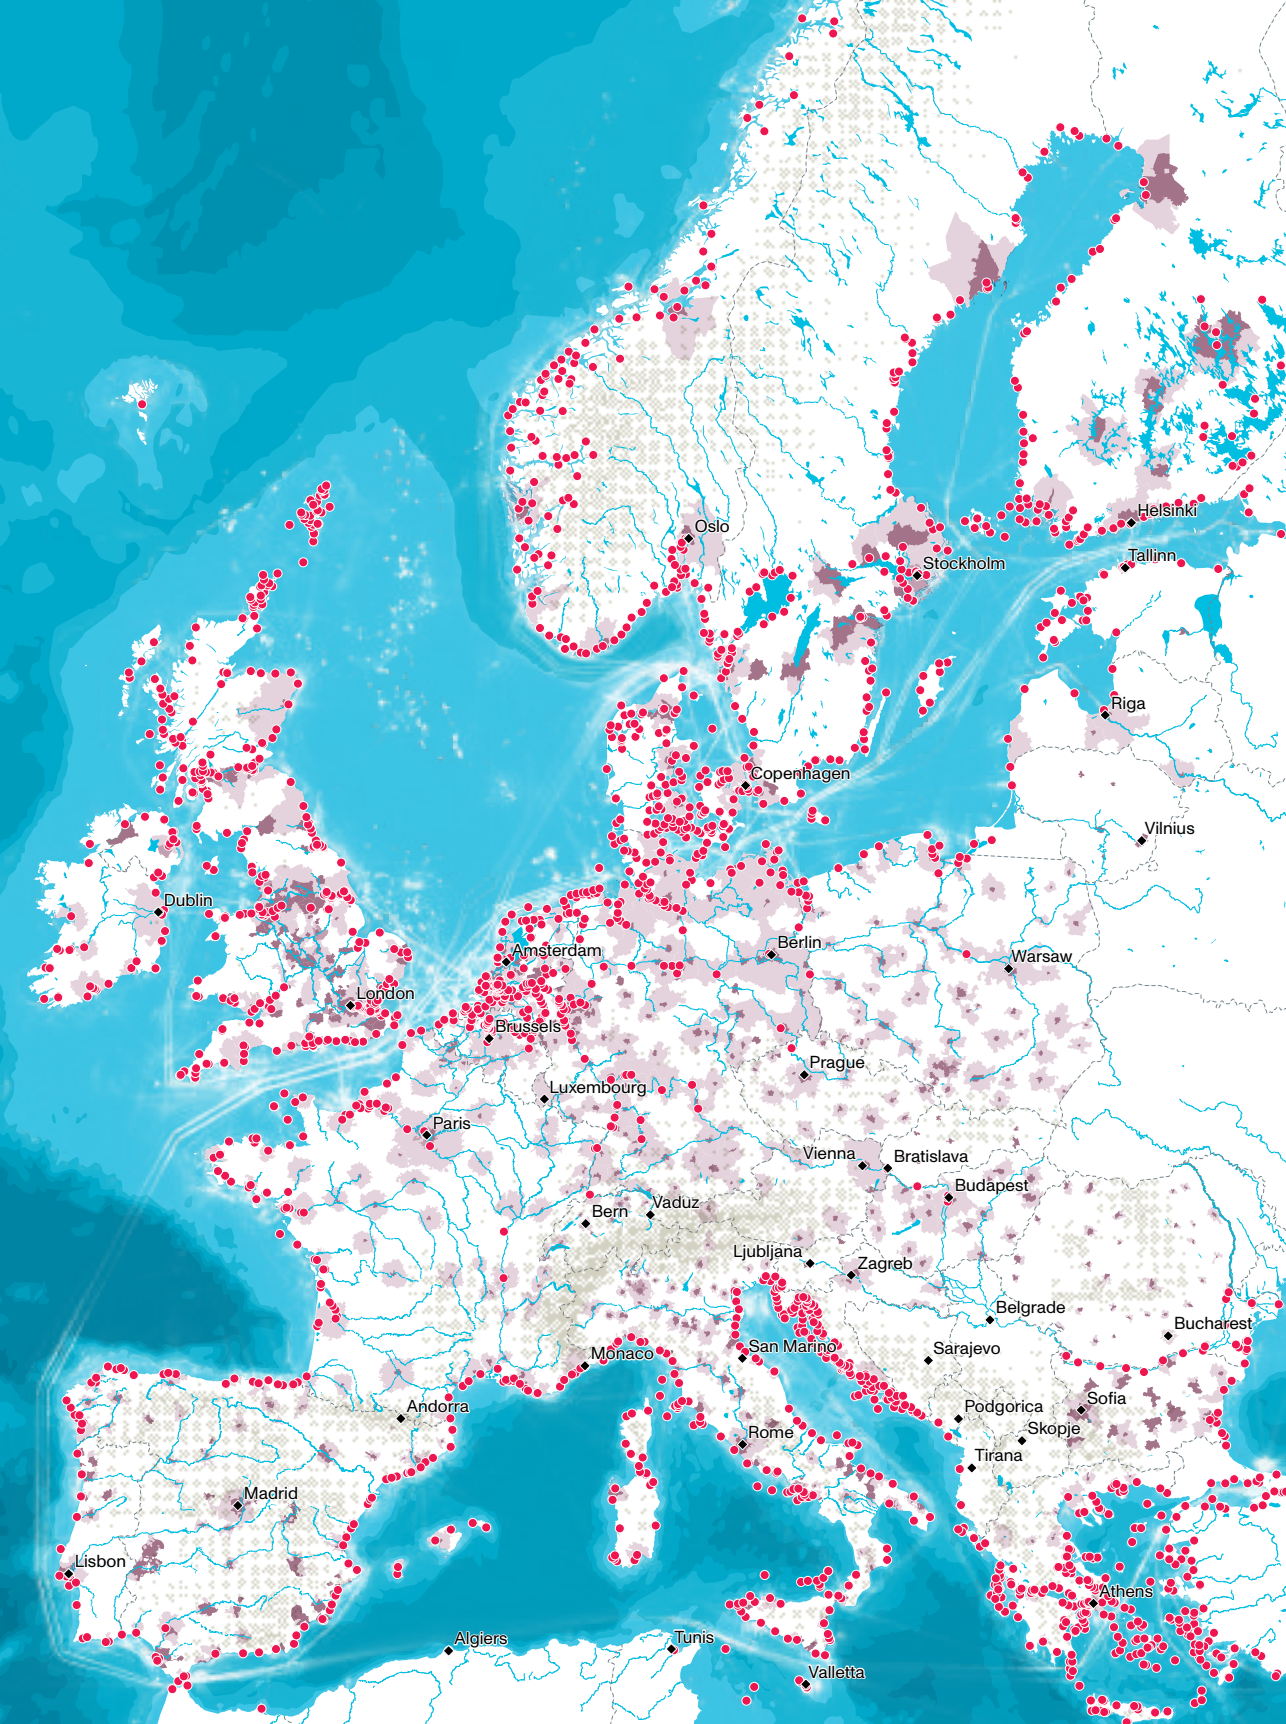 Oslo
Helsinki
Stockholm
Tallinn
Riga
Copenhagen
Vilnius
Dublin
Amsterdam
Berlin
Warsaw
London
Brussels
Prague
Luxembourg
Paris
Vienna
Bratislava
Budapest
Bern
Vaduz
Ljubljana
Zagreb
Belgrade
Bucharest
Monaco
San Marino
Sarajevo
Andorra
Podgorica
Sofia
Rome
Skopje
Tirana
Madrid
Lisbon
Athens
Algiers
Tunis
Valletta